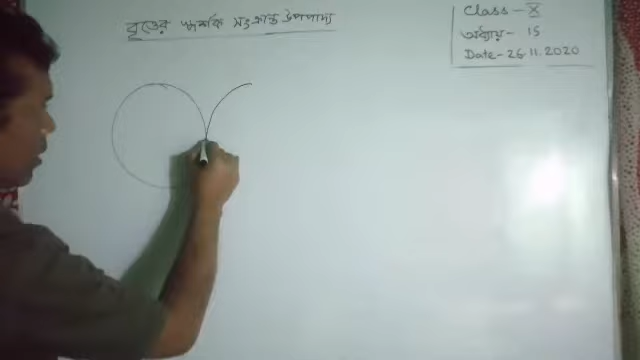 বৃত্তের স্পর্শক সংক্রান্ত উপপাদ্য
Class - X
অধ্যায় - 15
Date - 26.11.2020